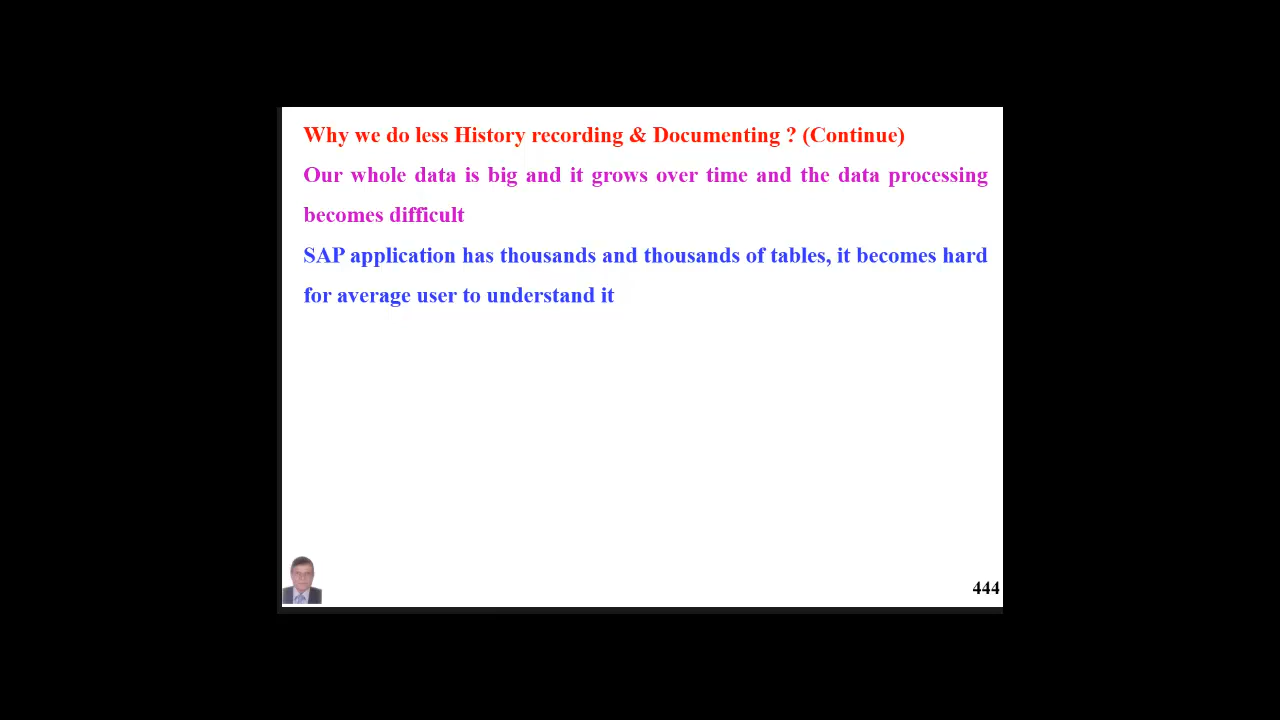 Why we do less History recording & Documenting ? (Continue)
Our whole data is big and it grows over time and the data processing
becomes difficult
SAP application has thousands and thousands of tables, it becomes hard
for average user to understand it
444